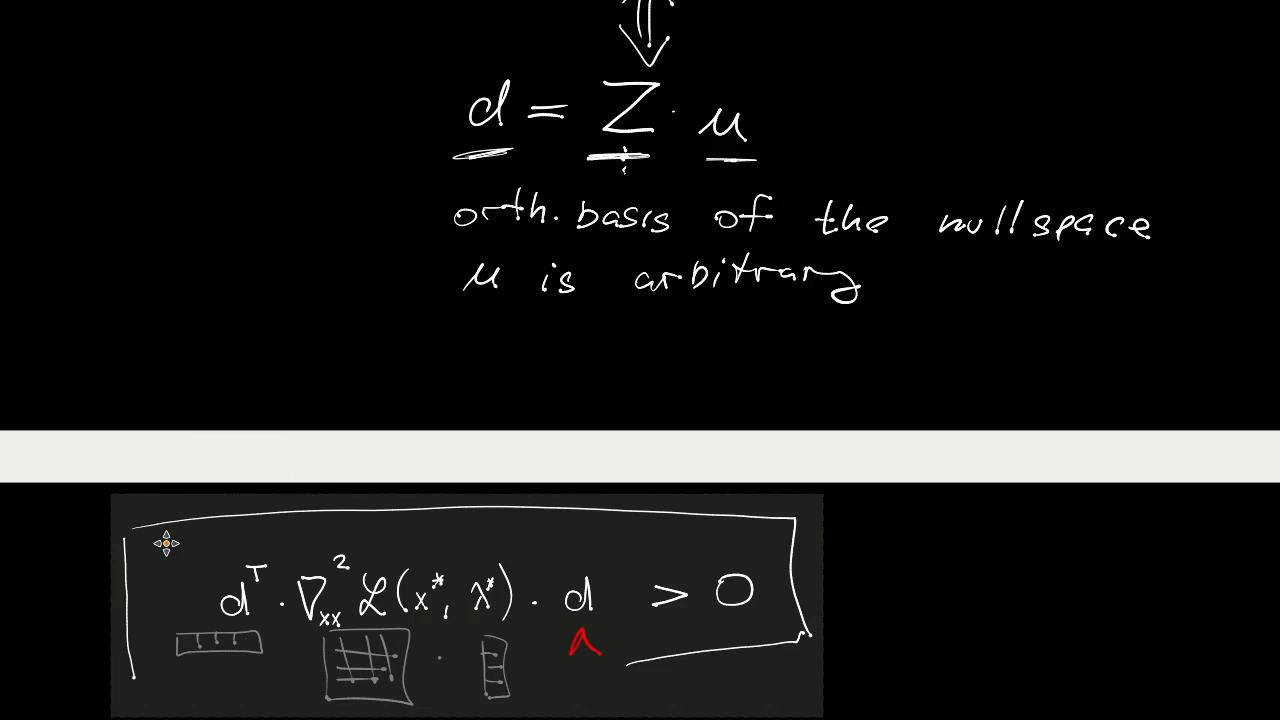 d = Z · u
orth. basis of the nullspace
u is arbitrary
dᵀ · ∇²ₓₓ ℒ(x*, λ*) · d > 0